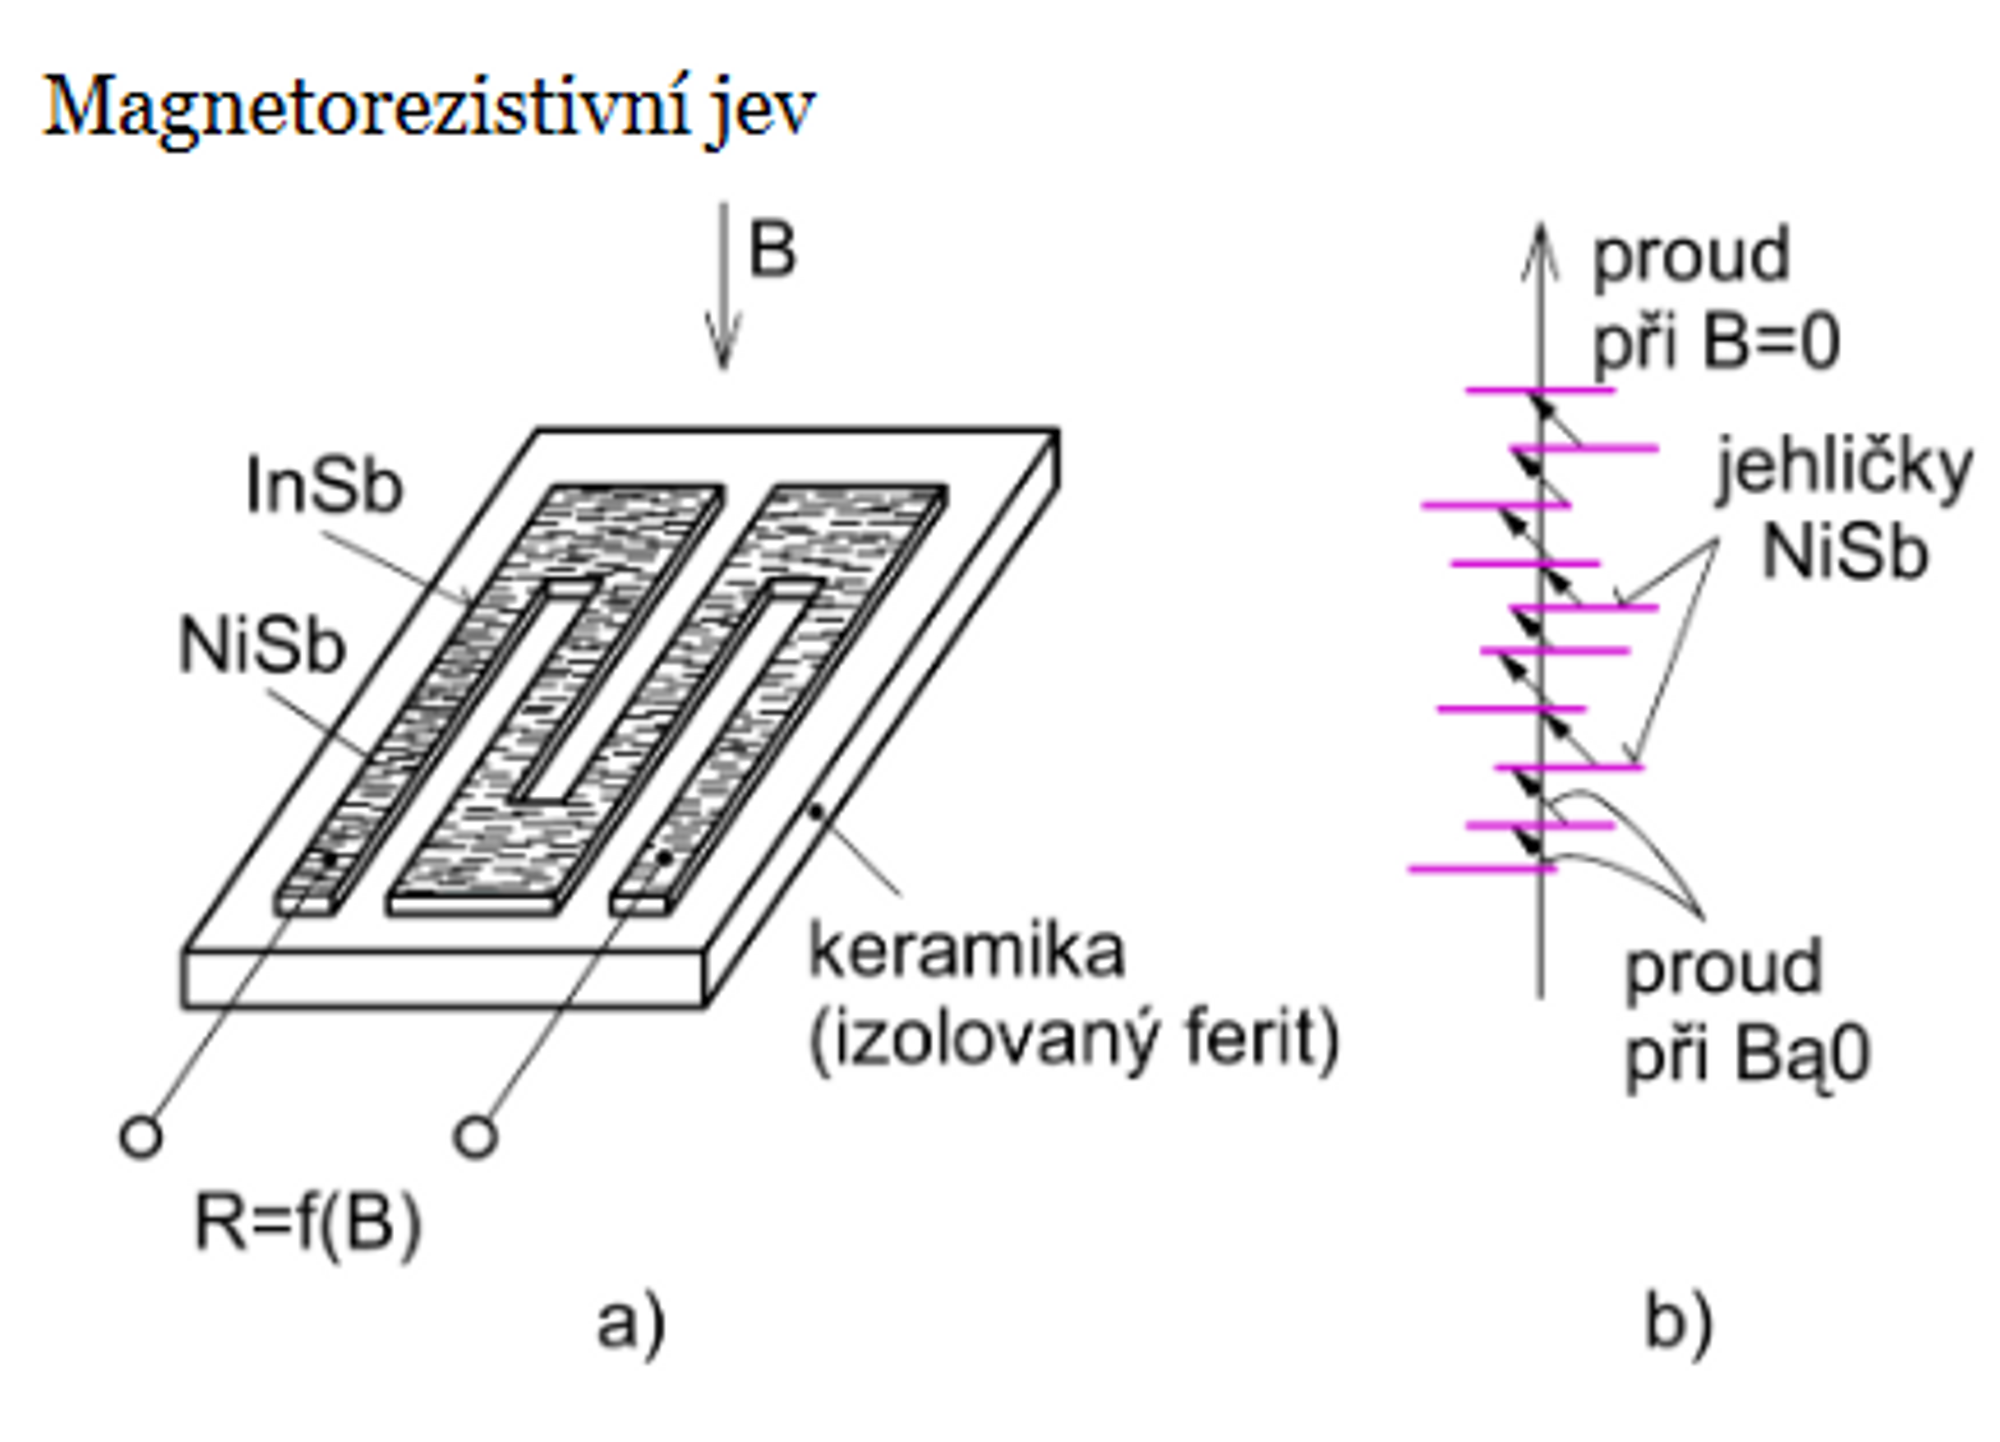 Magnetorezistivní jev
B
InSb
NiSb
keramika
(izolovaný ferit)
R=f(B)
a)
proud
při B=0
jehličky
NiSb
proud
při Bą0
b)